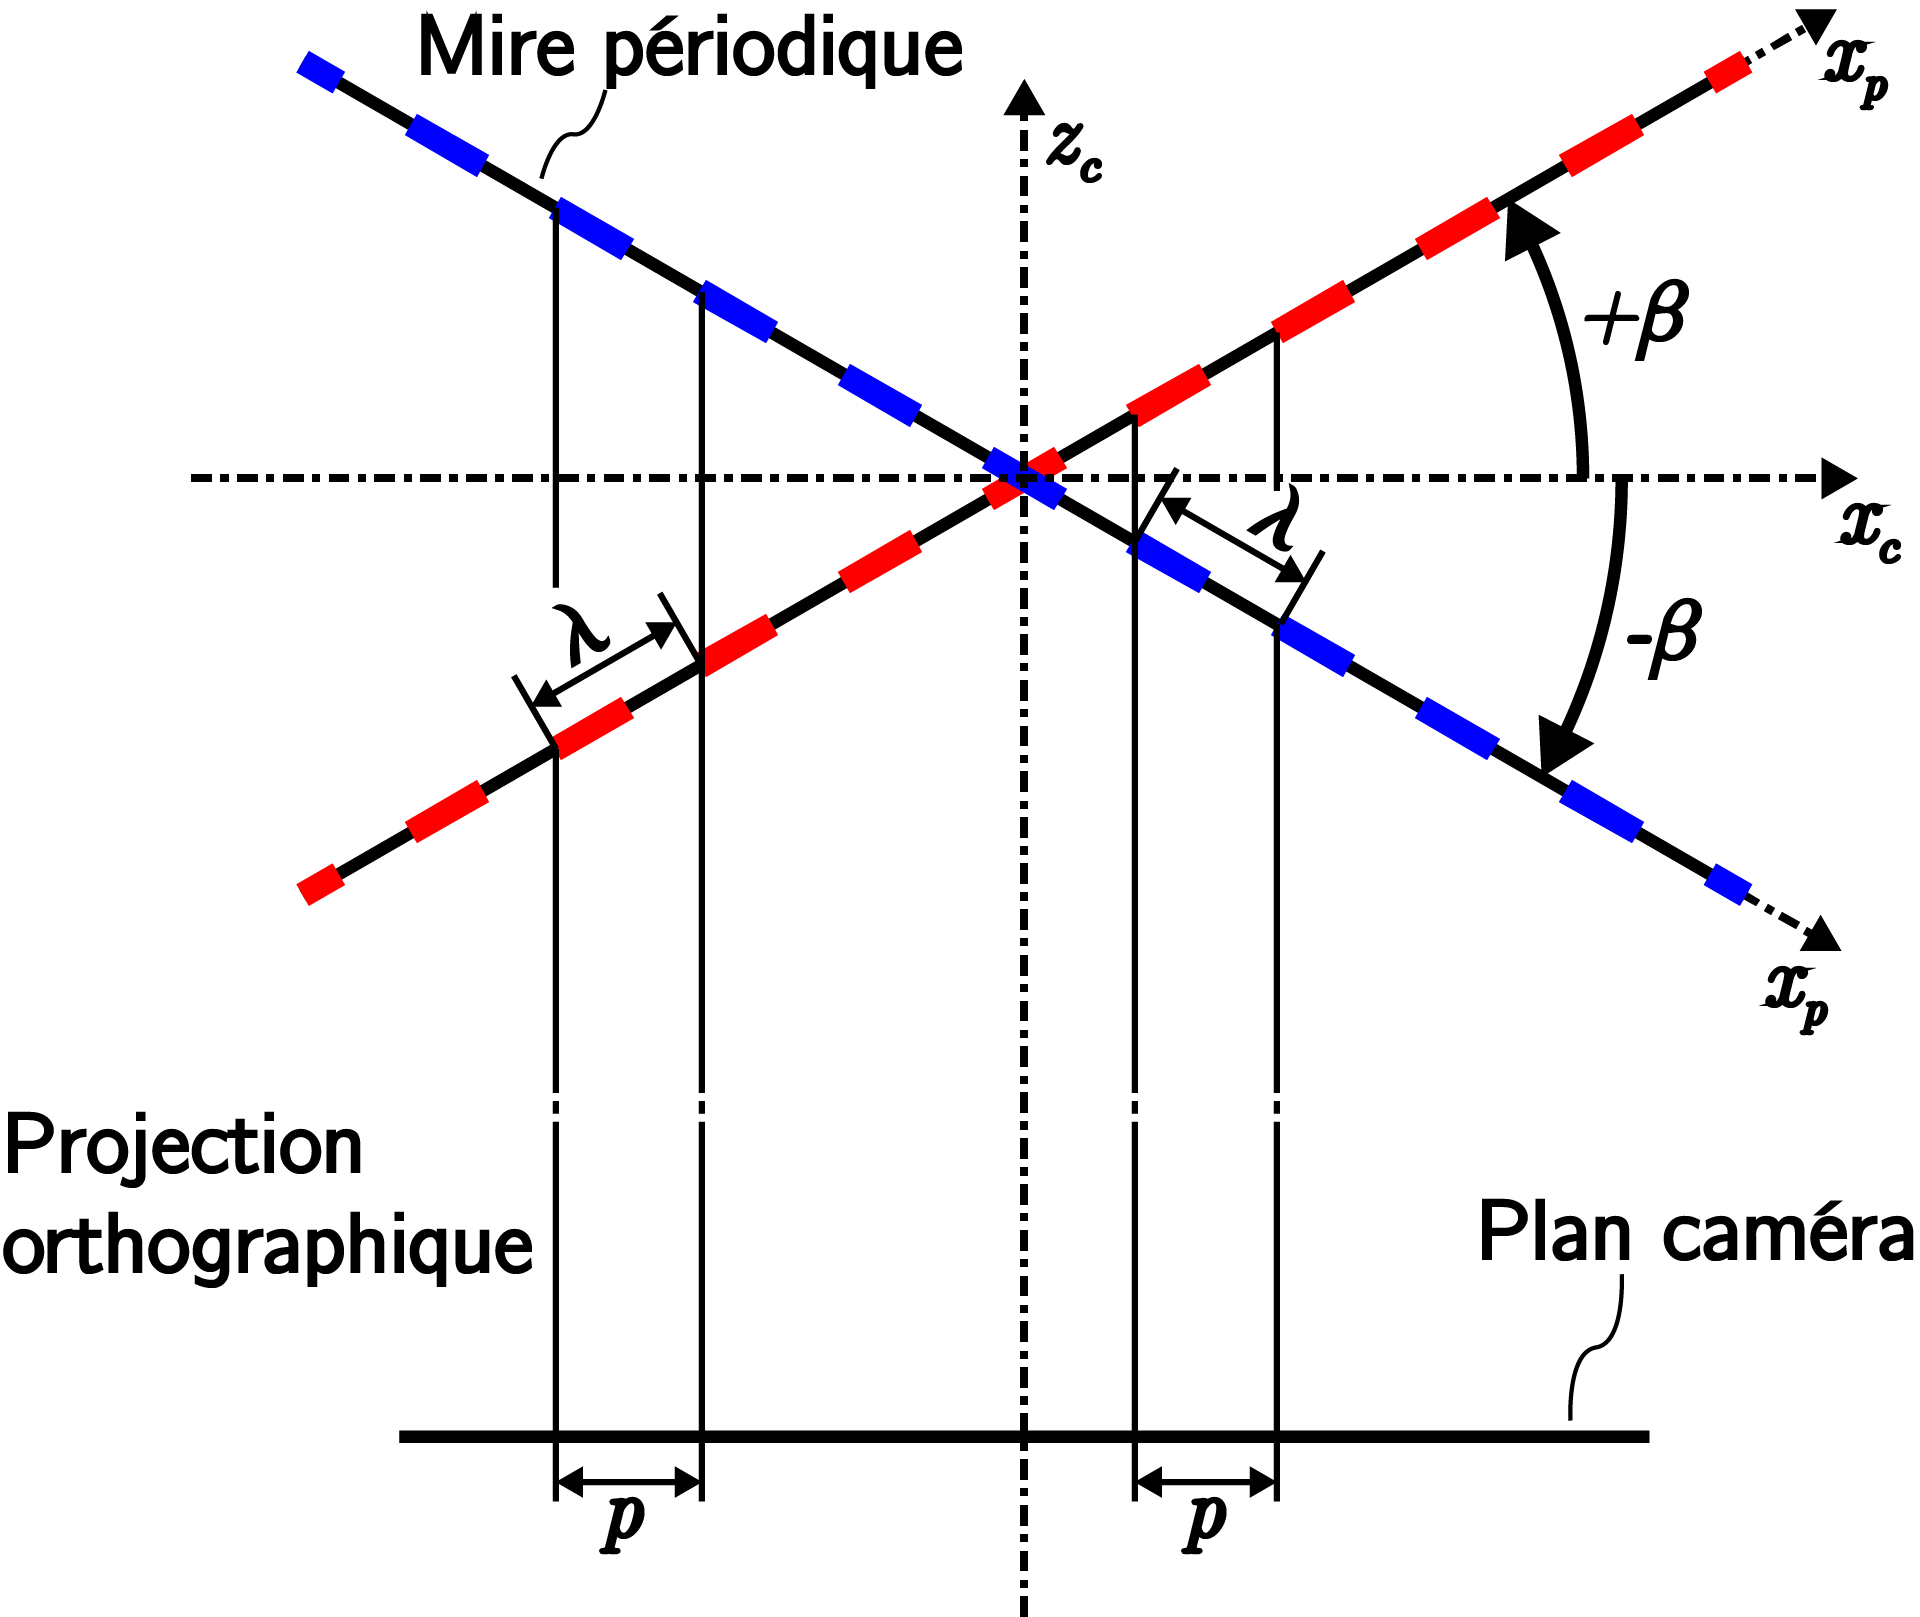 Mire périodique
x_p
z_c
+β
x_c
λ
λ
-β
x_p
Projection
orthographique
Plan caméra
p
p